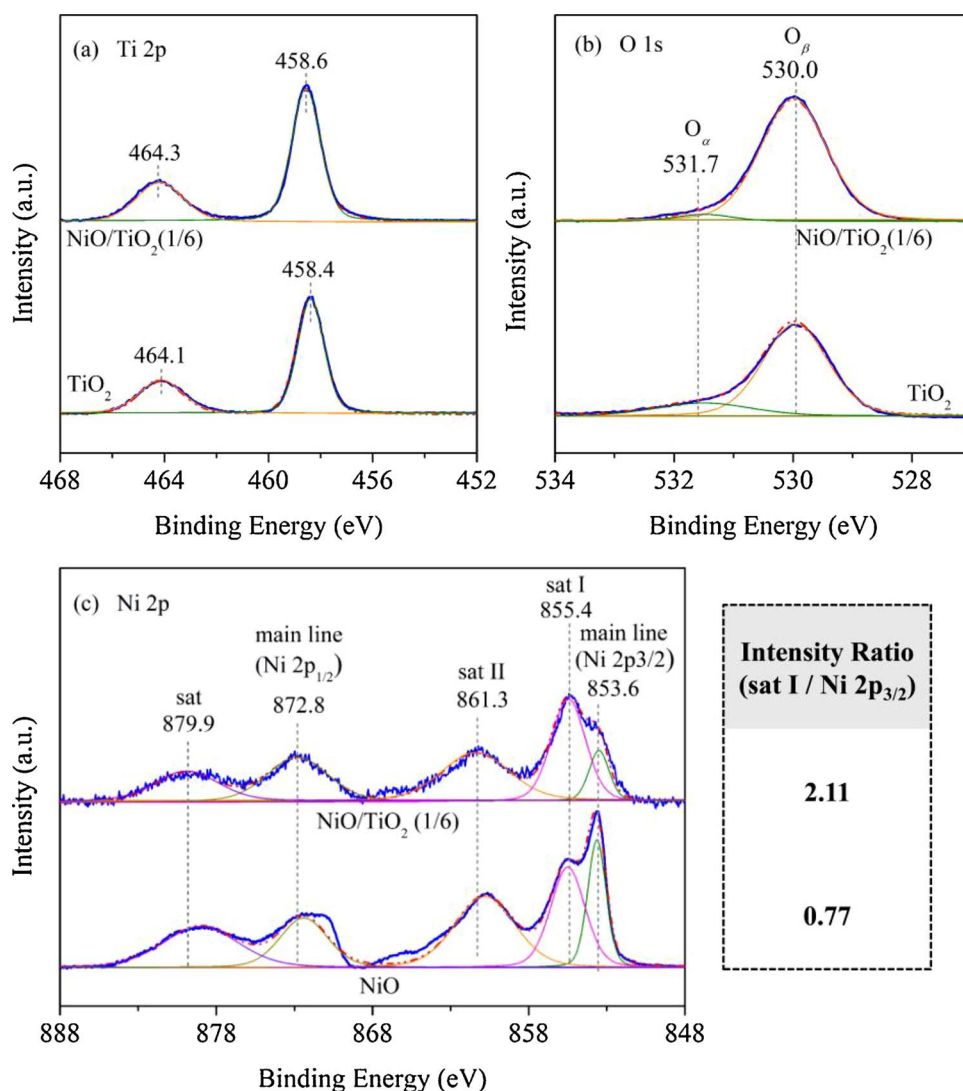 (a) Ti 2p
458.6
464.3
NiO/TiO₂(1/6)
458.4
464.1
TiO₂
468 464 460 456 452
Binding Energy (eV)
Intensity (a.u.)
(b) O 1s
Oβ
530.0
Oα
531.7
NiO/TiO₂(1/6)
TiO₂
534 532 530 528
Binding Energy (eV)
Intensity (a.u.)
(c) Ni 2p
sat I
855.4
main line
(Ni 2p₁/₂)
872.8
main line
(Ni 2p3/2)
853.6
sat II
861.3
sat
879.9
NiO/TiO₂ (1/6)
NiO
888 878 868 858 848
Binding Energy (eV)
Intensity (a.u.)
Intensity Ratio
(sat I / Ni 2p₃/₂)
2.11
0.77